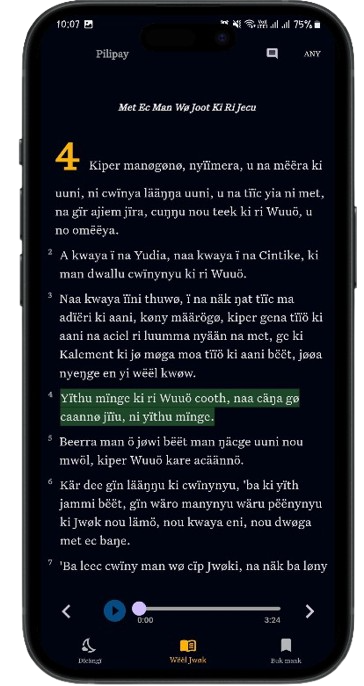 10:07 75%
Pilipay ANY
Met Ec Man Wø Joot Ki Ri Jecu
4 Kiper manøgønø, nyïïmera, u na mëëra ki
uuni, ni cwïnya lääŋŋa uuni, u na tïïc yia ni met,
na gïr ajiem jïra, cuŋŋu nou teek ki ri Wuuö, u
no omëëya.
2 A kwaya ï na Yudia, naa kwaya ï na Cintike, ki
man dwallu cwïnynyu ki ri Wuuö.
3 Naa kwaya ïïni thuwø, ï na näk ŋat tïïc ma
adïëri ki aani, køny määrögø, kiper gena tïïö ki
aani na aciel ri luumma nyään na met, ge ki
Kalement ki jø møga moa tïïö ki aani bëët, jøøa
nyeŋge en yi wëël kwøw.
4 Yïthu mïnge ki ri Wuuö cooth, naa cäŋa gø
caannø jïïu, ni yïthu mïnge.
5 Beerra man ö jøwi bëët man ŋäcge uuni nou
mwöl, kiper Wuuö kare acäännö.
6 Kär dee gïn lääŋŋu ki cwïnynyu, 'ba ki yïth
jammi bëët, gïn wäro manynyu wäru pëënynyu
ki Jwøk nou lämö, nou kwaya eni, nou dwøga
met ec baŋe.
7 'Ba leec cwïny man wø cïp Jwøki, na näk ba løny
0:00 3:24
Wëël Jwøk Buk mask